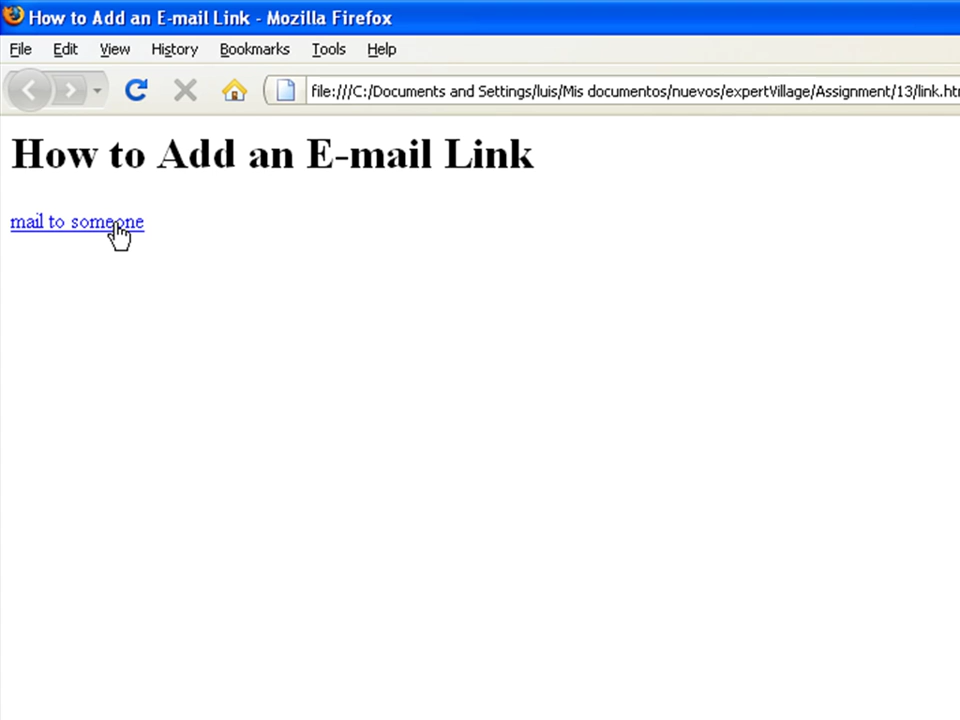 How to Add an E-mail Link - Mozilla Firefox
File Edit View History Bookmarks Tools Help
file:///C:/Documents and Settings/luis/Mis documentos/nuevos/expertVillage/Assignment/13/link.htm
How to Add an E-mail Link
mail to someone